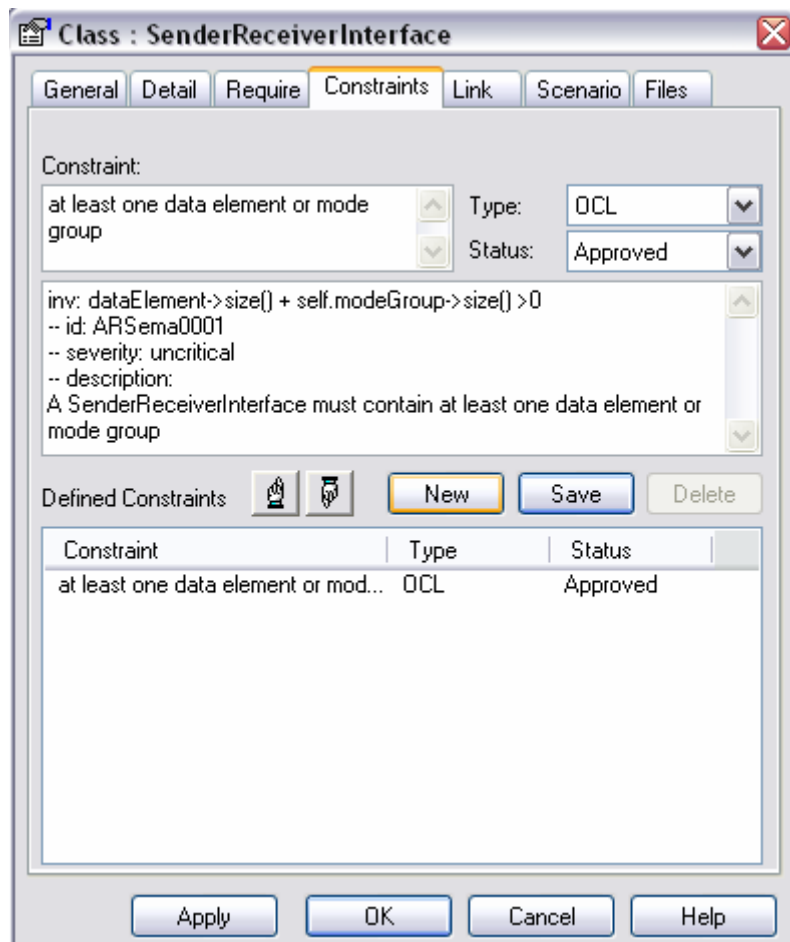 Class : SenderReceiverInterface
General Detail Require Constraints Link Scenario Files
Constraint:
at least one data element or mode
group
Type: OCL
Status: Approved
inv: dataElement->size() + self.modeGroup->size() >0
-- id: ARSema0001
-- severity: uncritical
-- description:
A SenderReceiverInterface must contain at least one data element or
mode group
Defined Constraints New Save Delete
Constraint Type Status
at least one data element or mod... OCL Approved
Apply OK Cancel Help